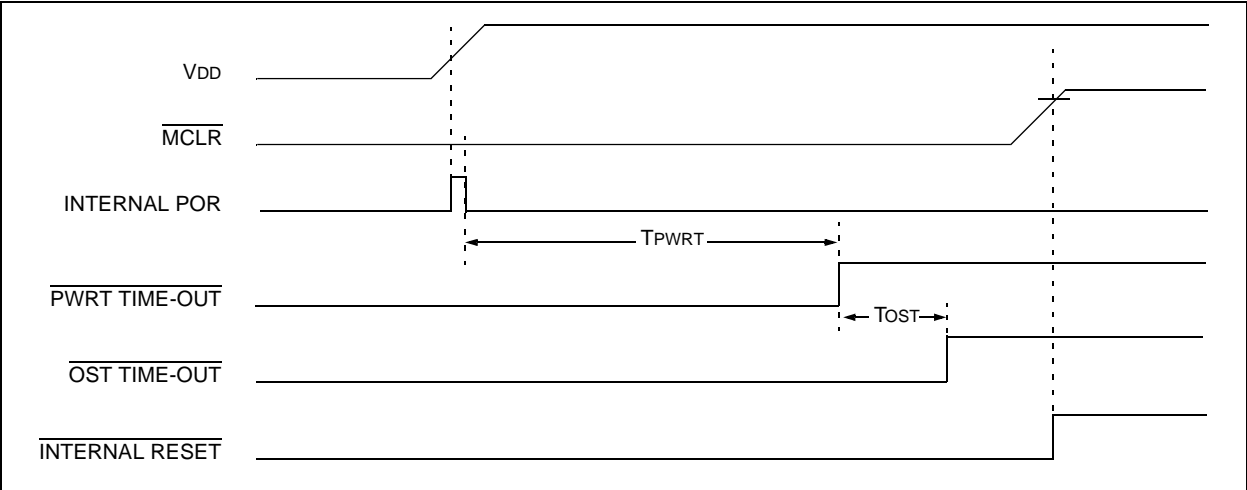 VDD
MCLR
INTERNAL POR
TPWRT
PWRT TIME-OUT
TOST
OST TIME-OUT
INTERNAL RESET